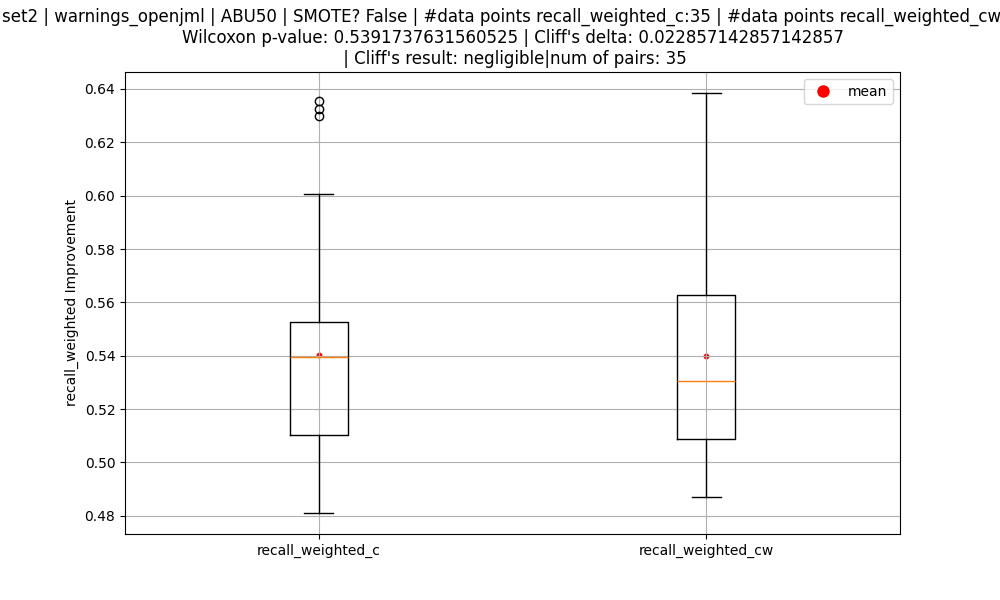 set2 | warnings_openjml | ABU50 | SMOTE? False | #data points recall_weighted_c:35 | #data points recall_weighted_cw
Wilcoxon p-value: 0.5391737631560525 | Cliff's delta: 0.022857142857142857
| Cliff's result: negligible|num of pairs: 35
mean
recall_weighted Improvement
0.64
0.62
0.60
0.58
0.56
0.54
0.52
0.50
0.48
recall_weighted_c
recall_weighted_cw